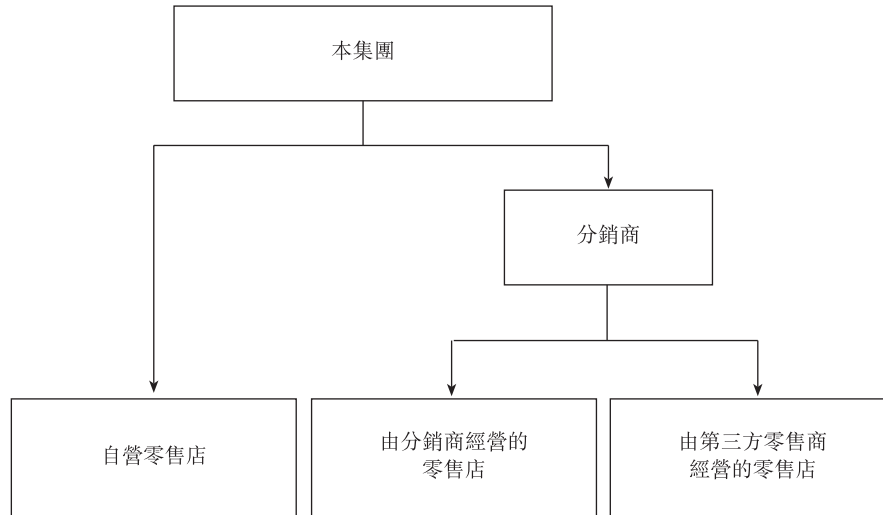 本集團
分銷商
自營零售店
由分銷商經營的
零售店
由第三方零售商
經營的零售店